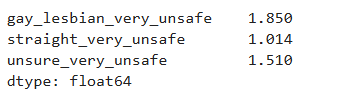 gay_lesbian_very_unsafe 1.850
straight_very_unsafe 1.014
unsure_very_unsafe 1.510
dtype: float64